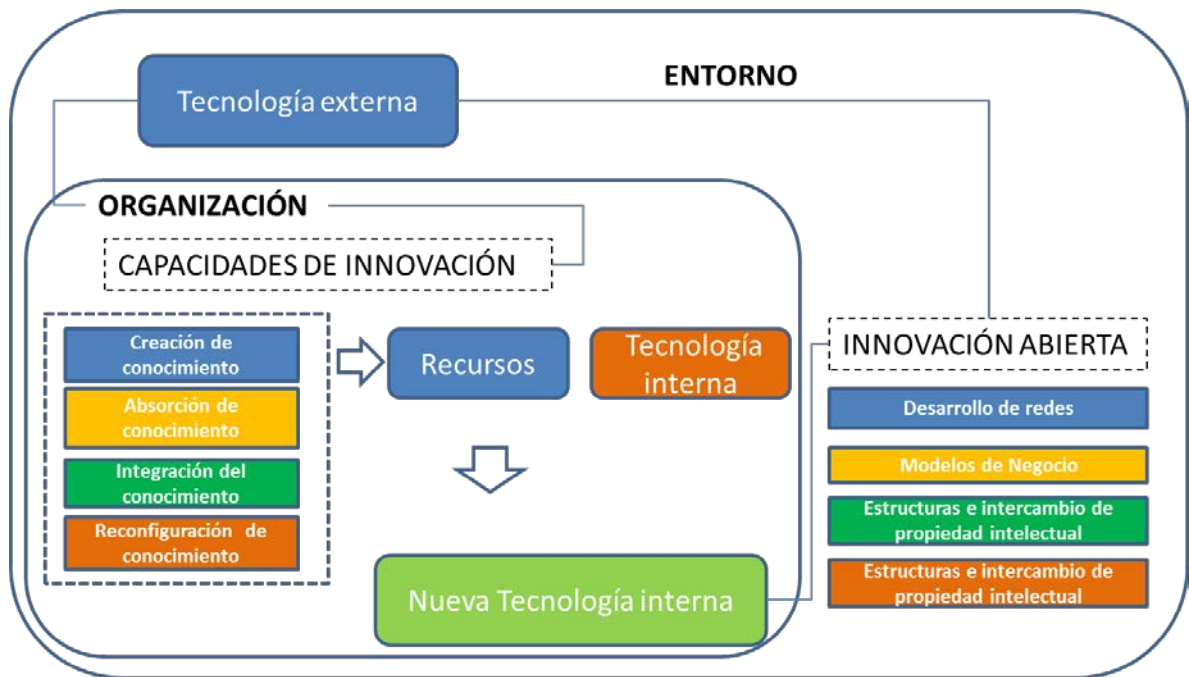 ENTORNO
Tecnología externa
ORGANIZACIÓN
CAPACIDADES DE INNOVACIÓN
Creación de
conocimiento
Absorción de
conocimiento
Integración del
conocimiento
Reconfiguración de
conocimiento
Recursos
Tecnología
interna
Nueva Tecnología interna
INNOVACIÓN ABIERTA
Desarrollo de redes
Modelos de Negocio
Estructuras e intercambio de
propiedad intelectual
Estructuras e intercambio de
propiedad intelectual